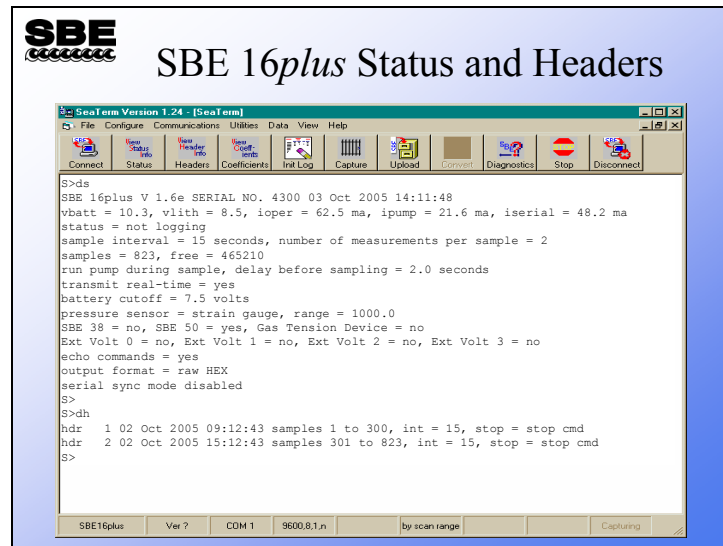 SBE
SBE 16plus Status and Headers
SeaTerm Version 1.24 - [SeaTerm]
File Configure Communications Utilities Data View Help
View Status Info View Header Info View Coeff-icients
Connect Status Headers Coefficients Init Log Capture Upload Convert Diagnostics Stop Disconnect
S>ds
SBE 16plus V 1.6e SERIAL NO. 4300 03 Oct 2005 14:11:48
vbatt = 10.3, vlith = 8.5, ioper = 62.5 ma, ipump = 21.6 ma, iserial = 48.2 ma
status = not logging
sample interval = 15 seconds, number of measurements per sample = 2
samples = 823, free = 465210
run pump during sample, delay before sampling = 2.0 seconds
transmit real-time = yes
battery cutoff = 7.5 volts
pressure sensor = strain gauge, range = 1000.0
SBE 38 = no, SBE 50 = yes, Gas Tension Device = no
Ext Volt 0 = no, Ext Volt 1 = no, Ext Volt 2 = no, Ext Volt 3 = no
echo commands = yes
output format = raw HEX
serial sync mode disabled
S>
S>dh
hdr 1 02 Oct 2005 09:12:43 samples 1 to 300, int = 15, stop = stop cmd
hdr 2 02 Oct 2005 15:12:43 samples 301 to 823, int = 15, stop = stop cmd
S>
SBE16plus Ver ? COM 1 9600,8,1,n by scan range Capturing